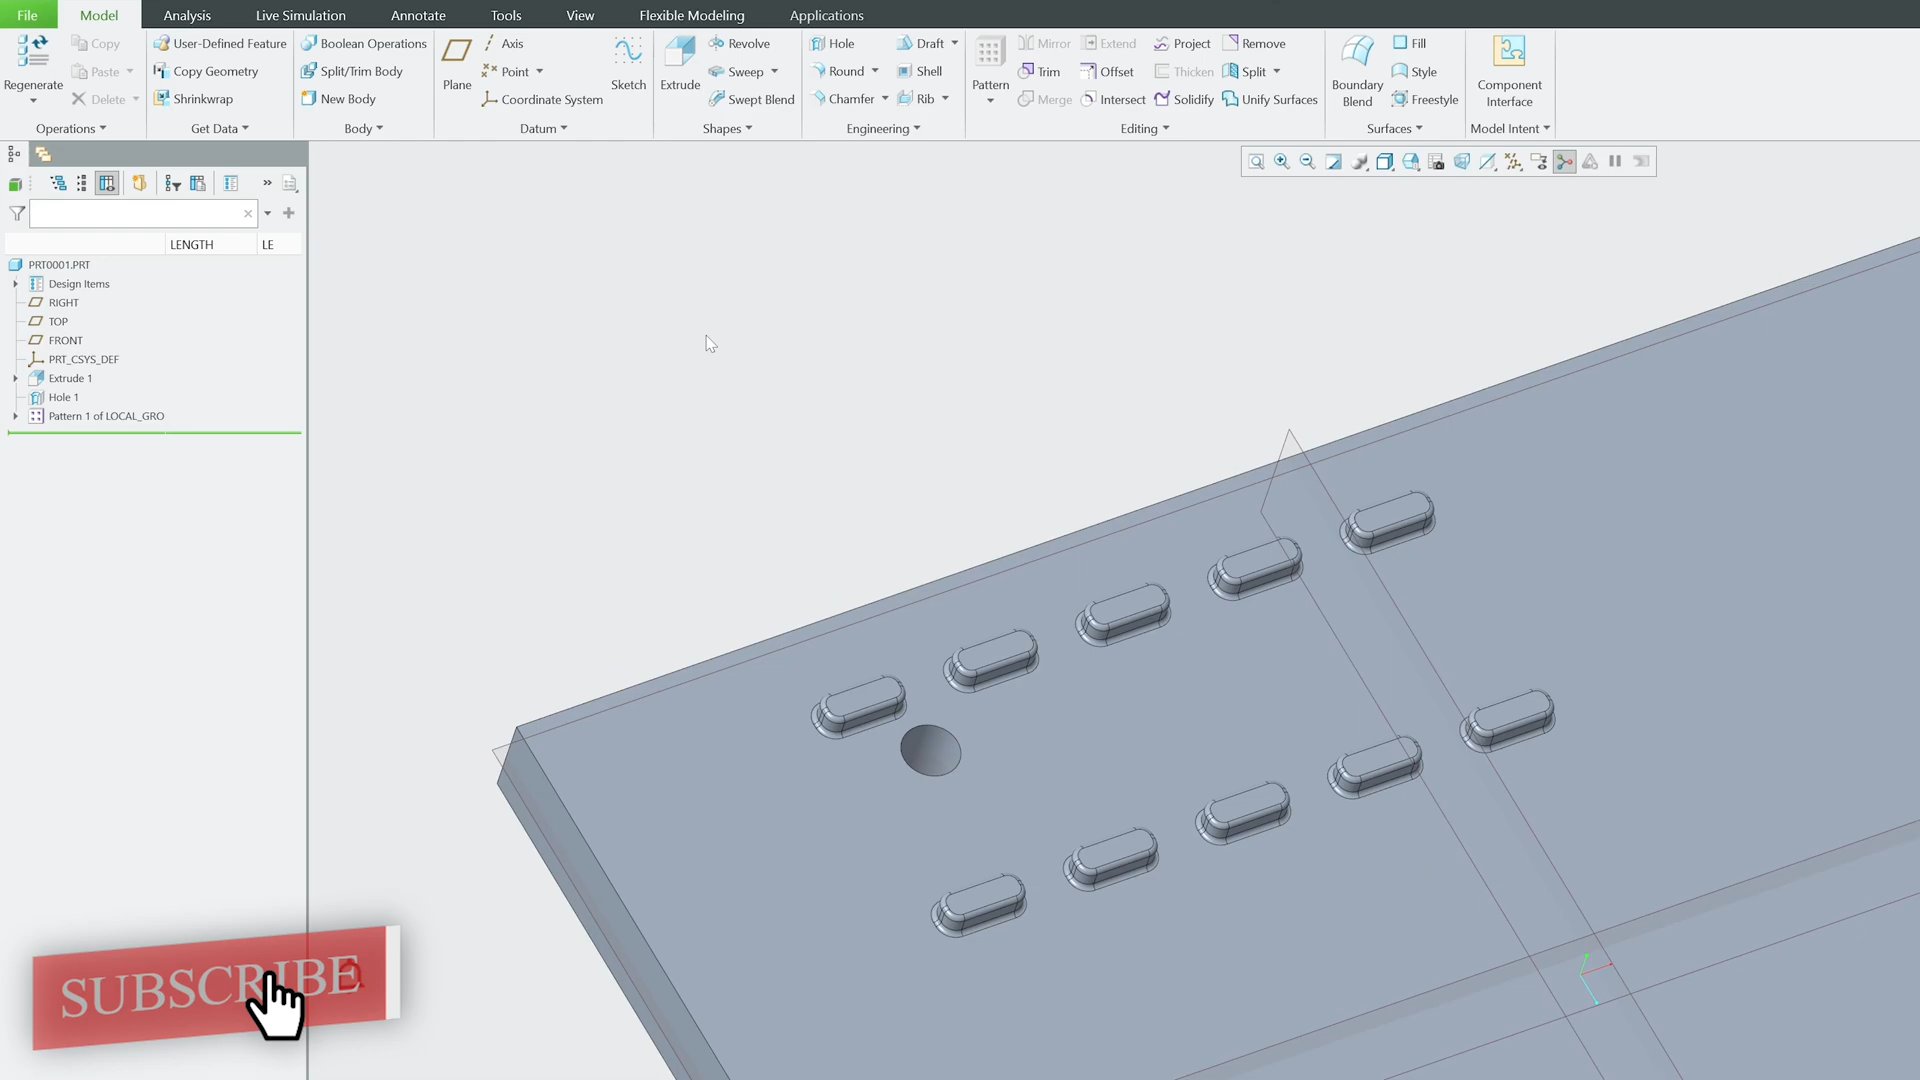 File Model Analysis Live Simulation Annotate Tools View Flexible Modeling Applications
Regenerate
Copy
Paste
Delete
Operations
User-Defined Feature
Copy Geometry
Shrinkwrap
Get Data
Boolean Operations
Split/Trim Body
New Body
Body
Plane
Axis
Point
Coordinate System
Sketch
Datum
Extrude
Revolve
Sweep
Swept Blend
Shapes
Hole
Round
Chamfer
Draft
Shell
Rib
Engineering
Pattern
Mirror
Trim
Merge
Extend
Offset
Intersect
Project
Thicken
Solidify
Remove
Split
Unify Surfaces
Editing
Boundary
Blend
Fill
Style
Freestyle
Surfaces
Component
Interface
Model Intent
LENGTH LE
PRT0001.PRT
Design Items
RIGHT
TOP
FRONT
PRT_CSYS_DEF
Extrude 1
Hole 1
Pattern 1 of LOCAL_GRO
SUBSCRIBE